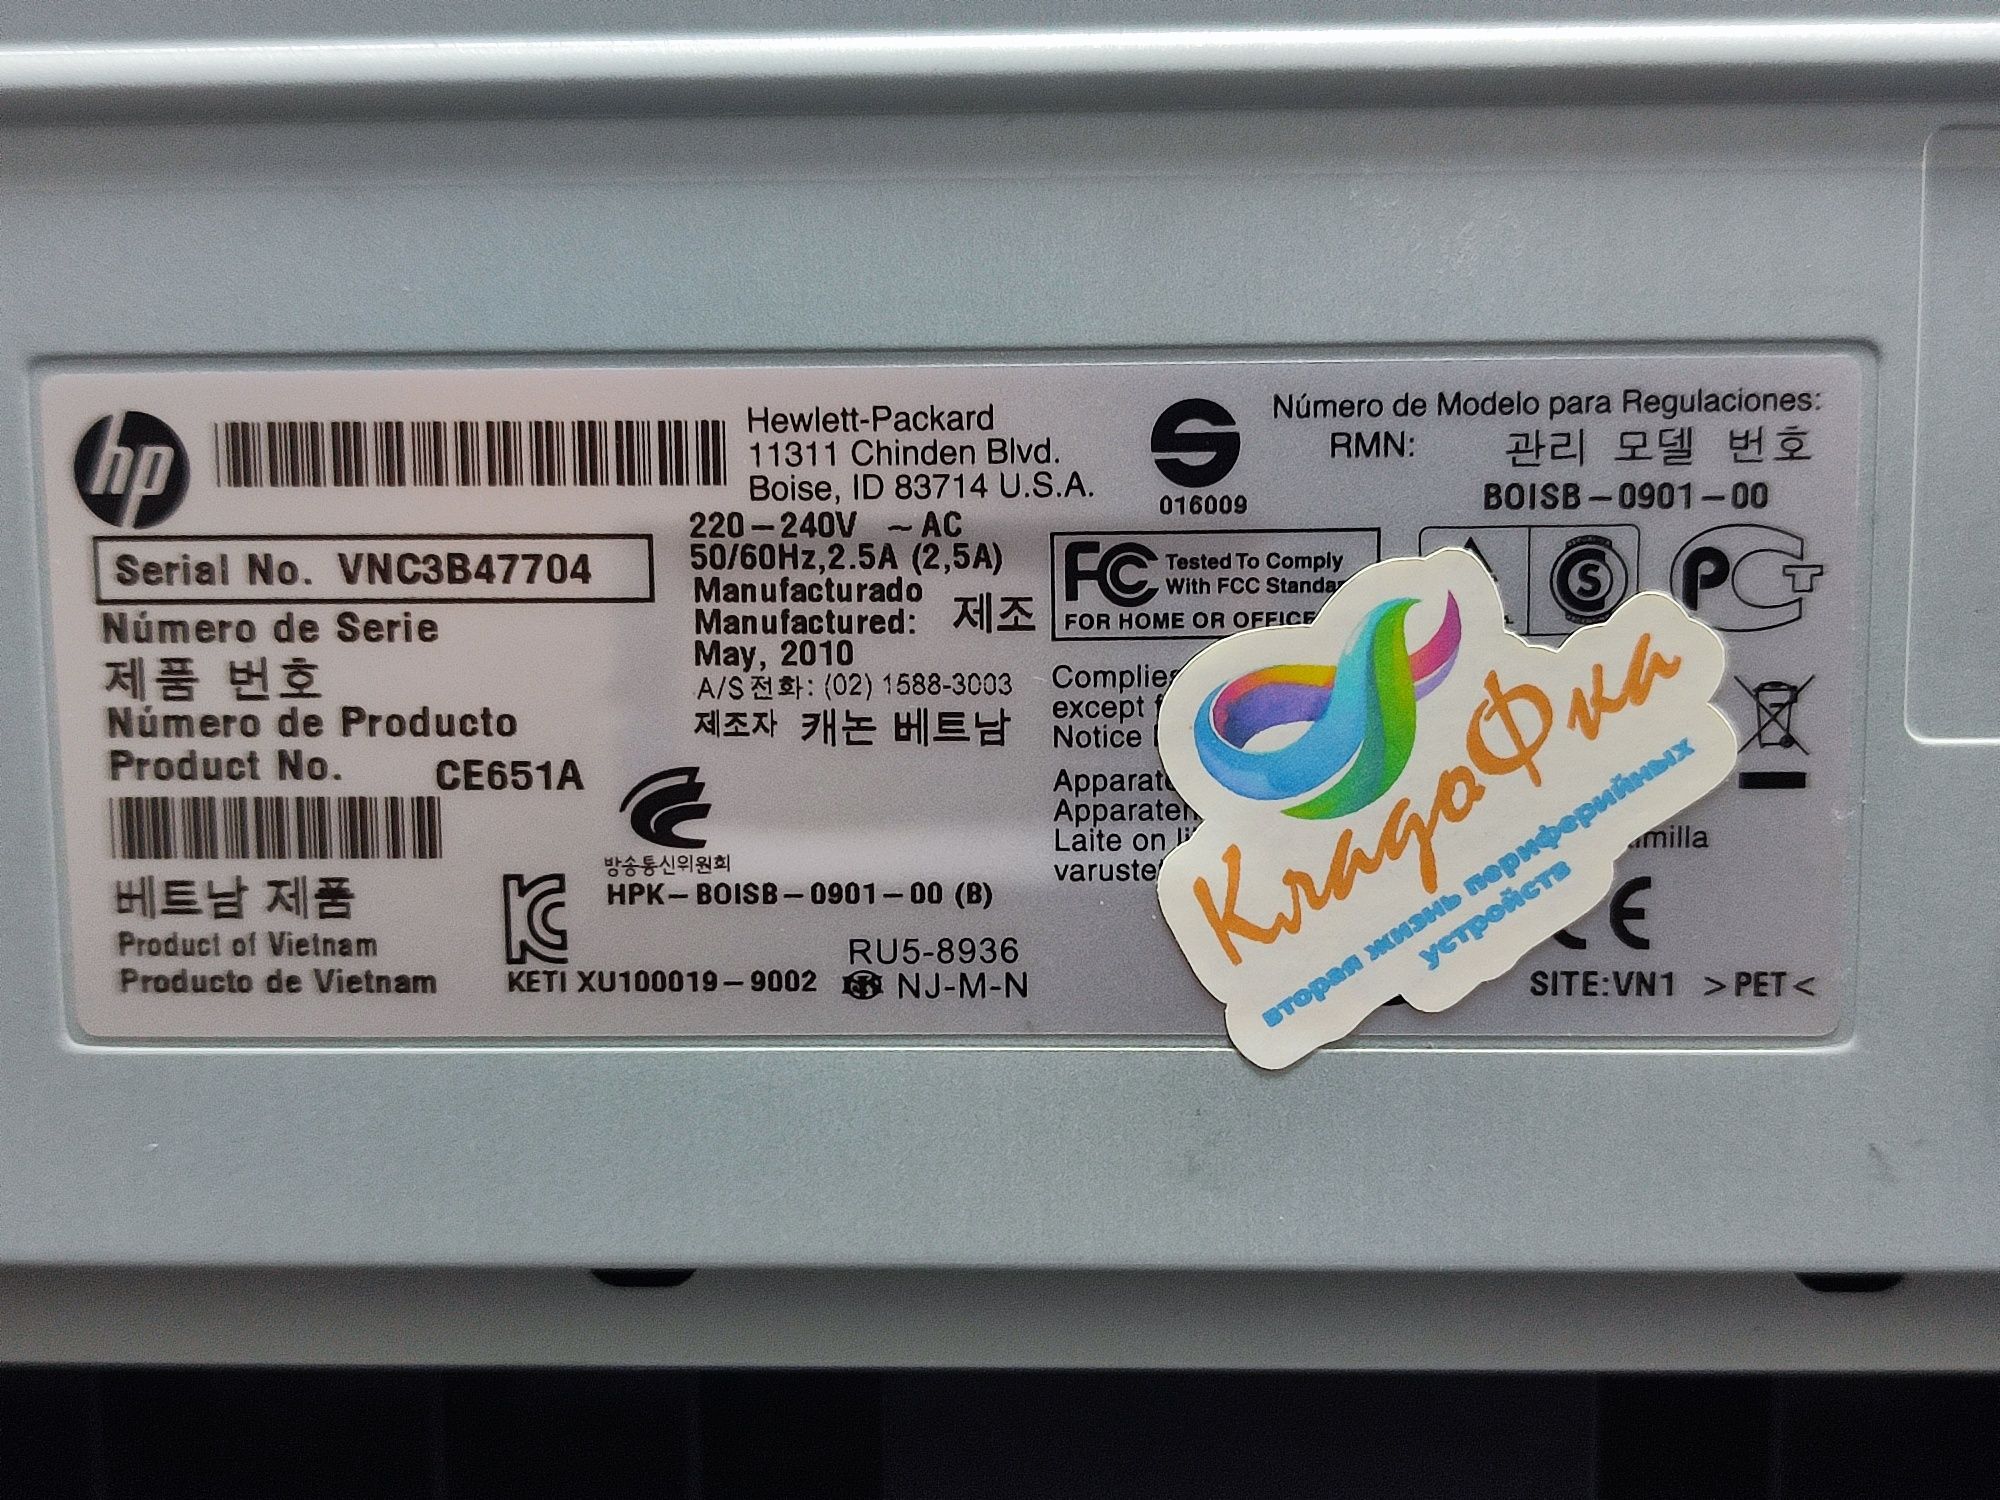 hp
Hewlett-Packard
11311 Chinden Blvd.
Boise, ID 83714 U.S.A.
Serial No. VNC3B47704
Número de Serie
제품 번호
Número de Producto
Product No. CE651A
베트남 제품
Product of Vietnam
Producto de Vietnam
220-240V ~ AC
50/60Hz,2.5A (2,5A)
Manufacturado
Manufactured: 제조
May, 2010
A/S전화: (02) 1588-3003
제조자 캐논 베트남
방송통신위원회
HPK-BOISB-0901-00 (B)
RU5-8936
KETI XU100019-9002 NJ-M-N
016009
Número de Modelo para Regulaciones:
RMN: 관리 모델 번호
BOISB-0901-00
FC Tested To Comply
With FCC
FOR HOME OR
S
РСТ
except
Notice
Laite on
CE
SITE:VN1 >PET<
КладоФка
вторая жизнь периферийных
устройств